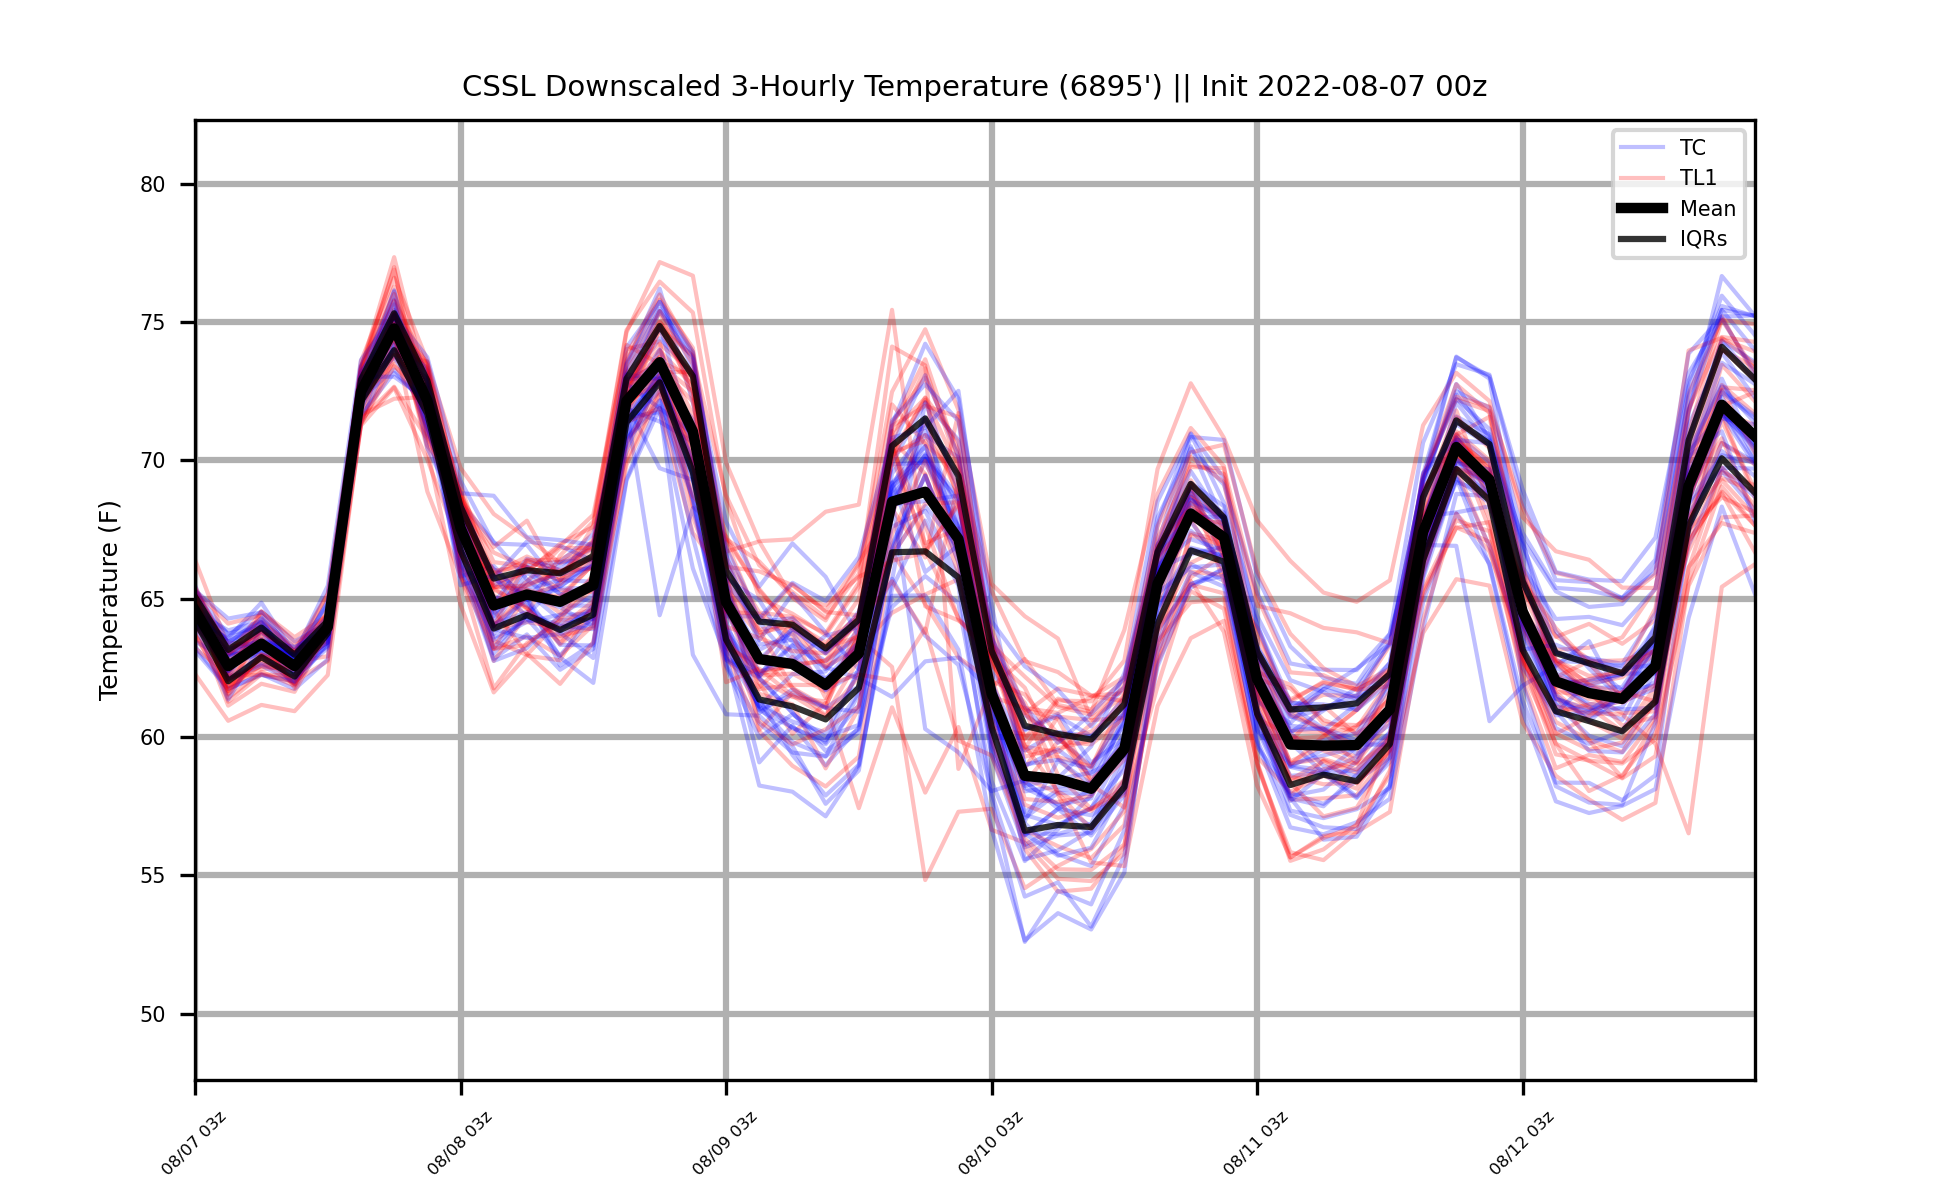 CSSL Downscaled 3-Hourly Temperature (6895') || Init 2022-08-07 00z
TC
TL1
Mean
IQRs
Temperature (F)
80
75
70
65
60
55
50
08/07 03z
08/08 03z
08/09 03z
08/10 03z
08/11 03z
08/12 03z